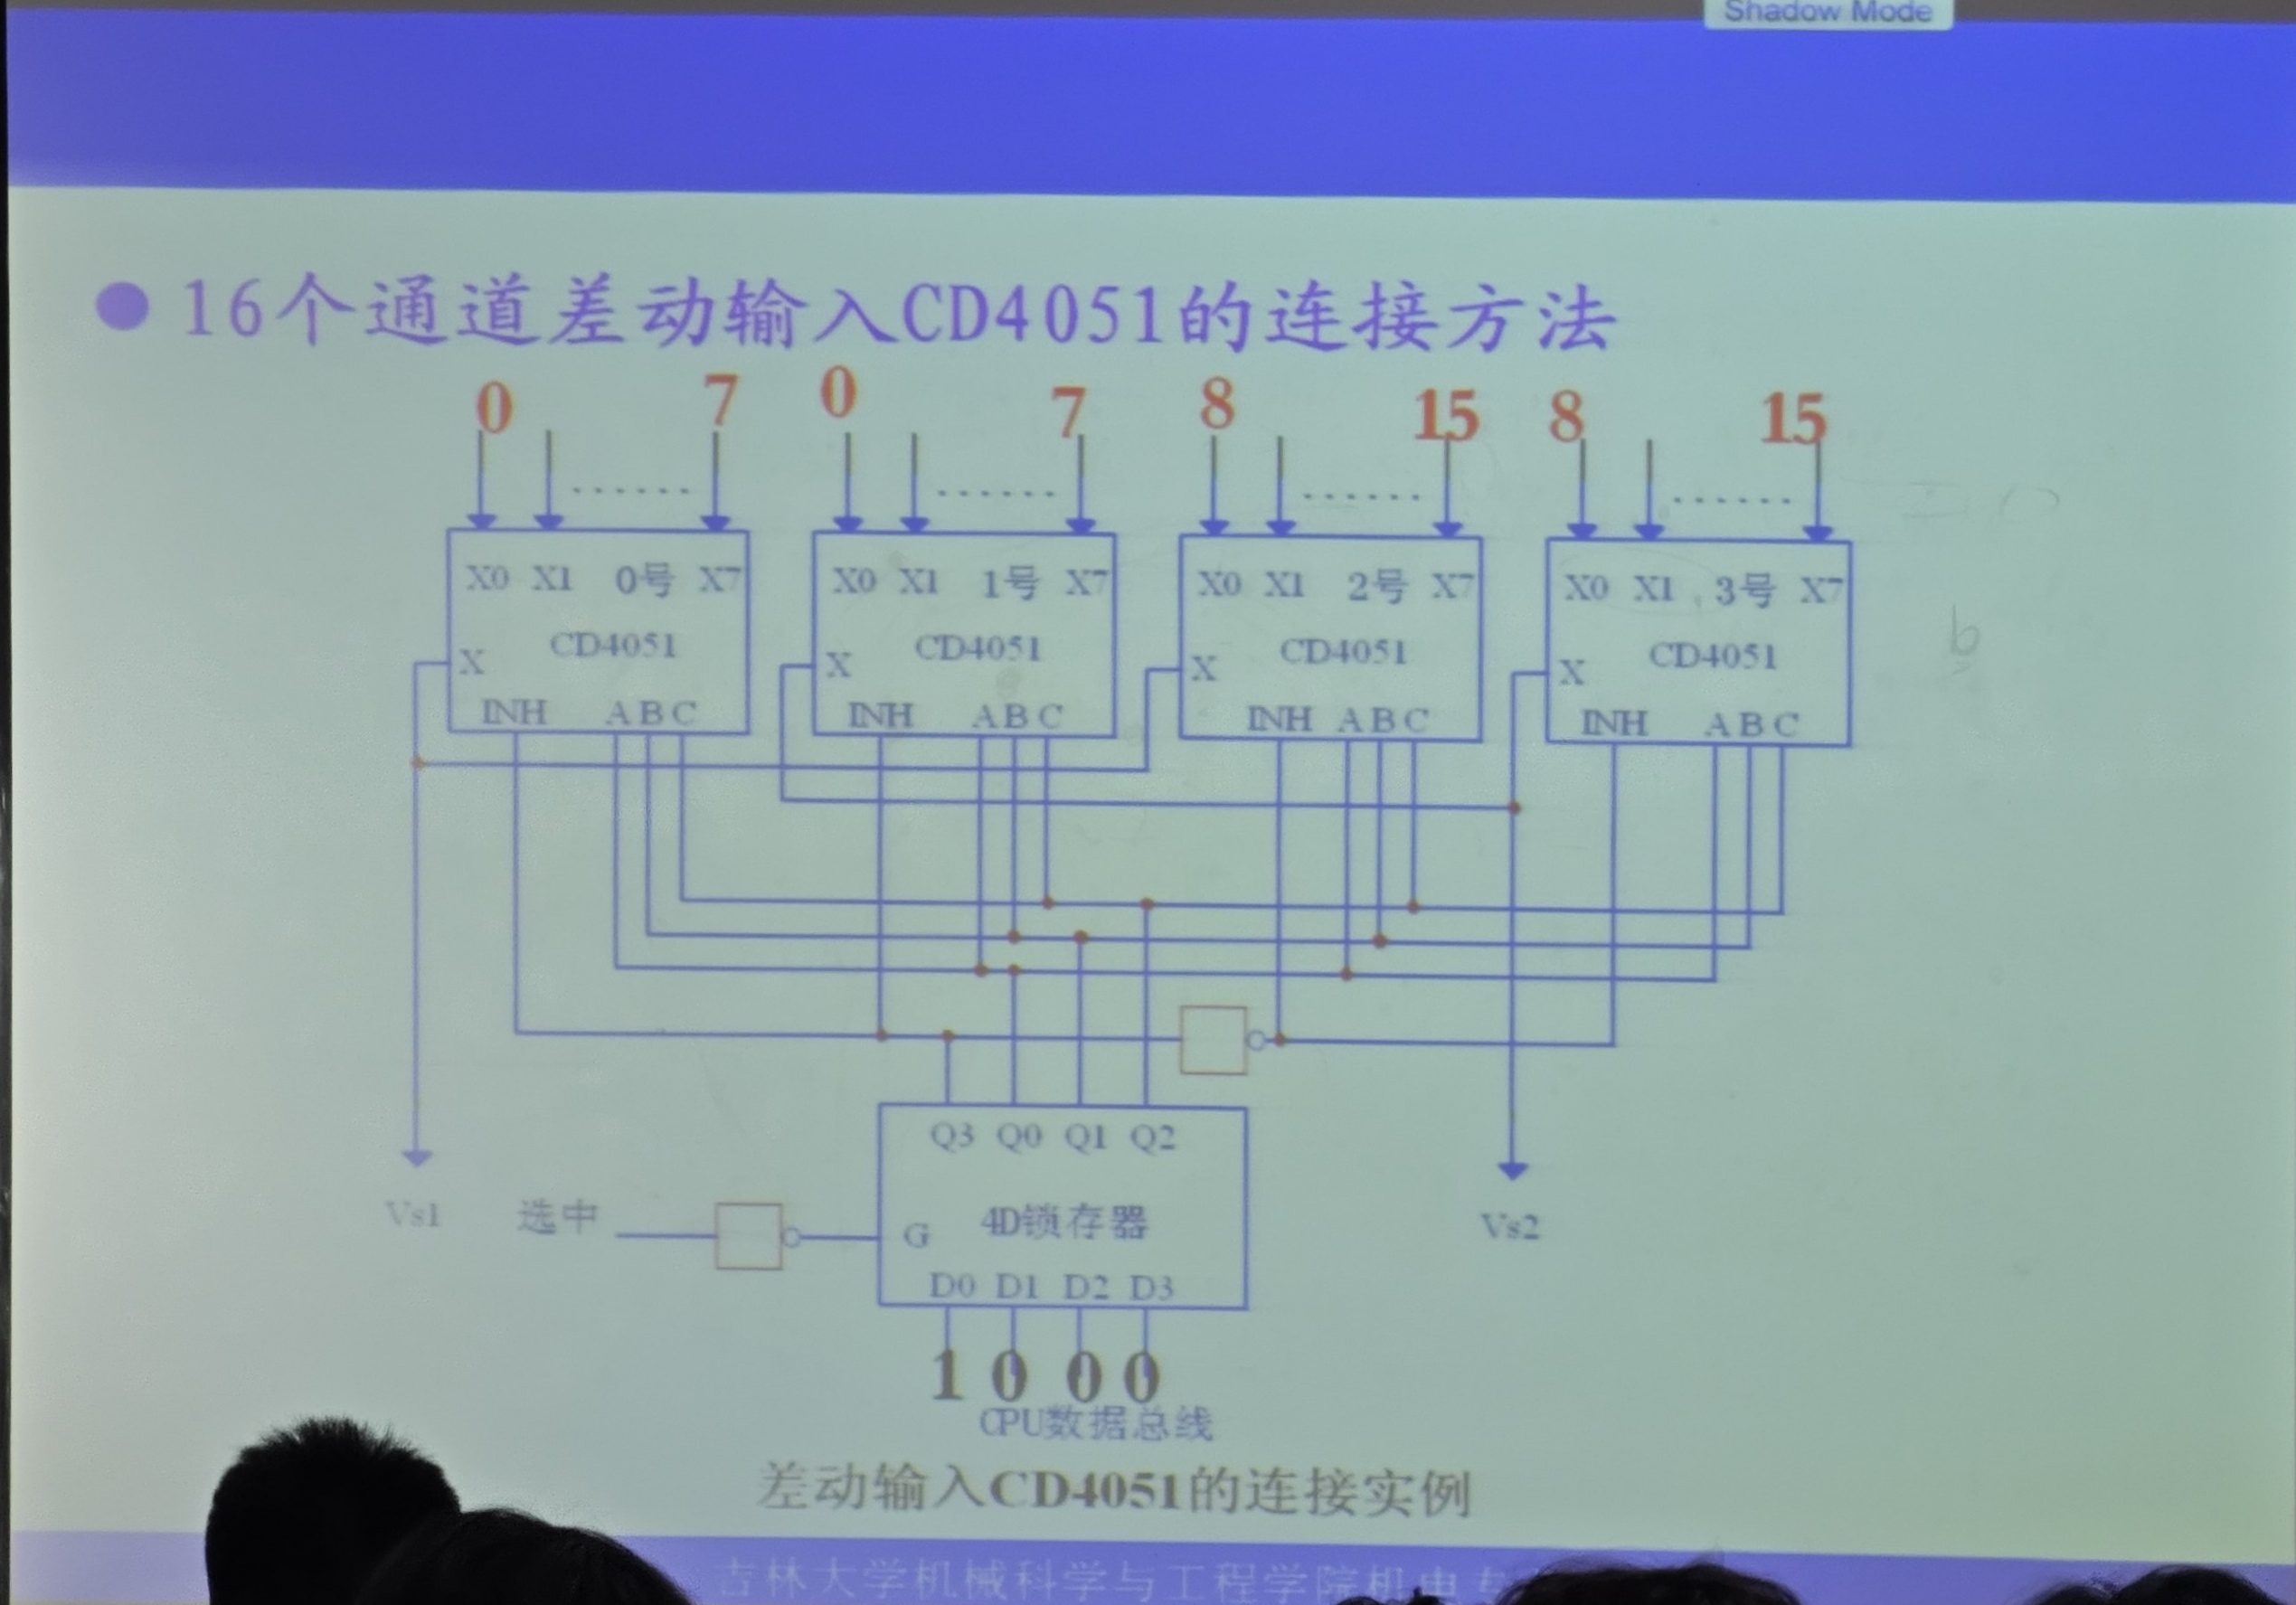 Shadow Mode
●16个通道差动输入CD4051的连接方法
0 7 0 7 8 15 8 15
X0 X1 0号 X7 X0 X1 1号 X7 X0 X1 2号 X7 X0 X1 3号 X7
CD4051 CD4051 CD4051 CD4051
X X X X
INH A B C INH A B C INH A B C INH A B C
Q3 Q0 Q1 Q2
Vs1 选中 G 4D锁存器 Vs2
D0 D1 D2 D3
1 0 0 0
CPU数据总线
差动输入CD4051的连接实例
吉林大学机械科学与工程学院机电专